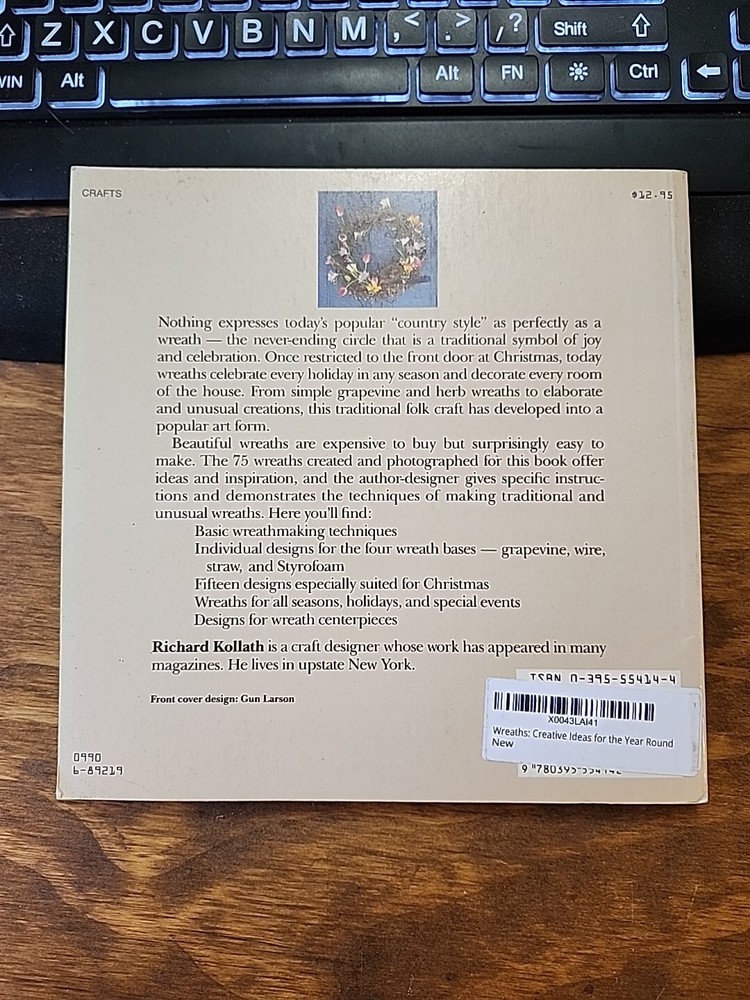 Z X C V B N M , < . > / ? Shift
WIN Alt Alt FN Ctrl
CRAFTS
$12.95
Nothing expresses today's popular “country style” as perfectly as a
wreath — the never-ending circle that is a traditional symbol of joy
and celebration. Once restricted to the front door at Christmas, today
wreaths celebrate every holiday in any season and decorate every room
of the house. From simple grapevine and herb wreaths to elaborate
and unusual creations, this traditional folk craft has developed into a
popular art form.
Beautiful wreaths are expensive to buy but surprisingly easy to
make. The 75 wreaths created and photographed for this book offer
ideas and inspiration, and the author-designer gives specific instruc-
tions and demonstrates the techniques of making traditional and
unusual wreaths. Here you'll find:
Basic wreathmaking techniques
Individual designs for the four wreath bases — grapevine, wire,
straw, and Styrofoam
Fifteen designs especially suited for Christmas
Wreaths for all seasons, holidays, and special events
Designs for wreath centerpieces
Richard Kollath is a craft designer whose work has appeared in many
magazines. He lives in upstate New York.
Front cover design: Gun Larson
ISBN 0-395-55414-4
X0043LAI41
Wreaths: Creative Ideas for the Year Round
New
9 780395 554142
0990
6-89219